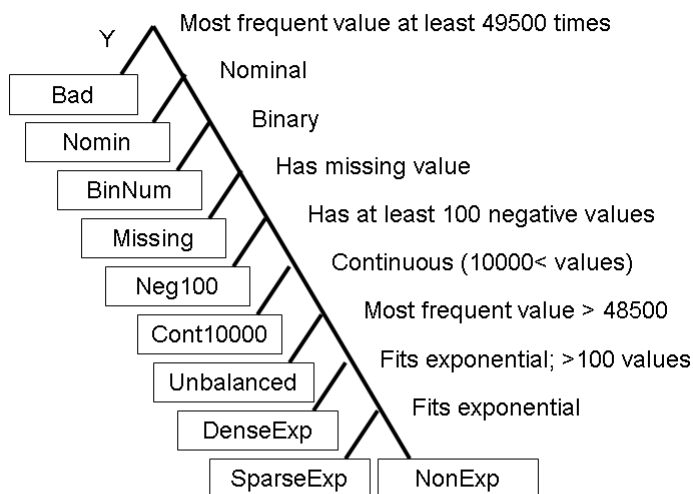 Most frequent value at least 49500 times
Y
Nominal
Bad
Binary
Nomin
Has missing value
BinNum
Has at least 100 negative values
Missing
Continuous (10000< values)
Neg100
Most frequent value > 48500
Cont10000
Fits exponential; >100 values
Unbalanced
Fits exponential
DenseExp
SparseExp
NonExp